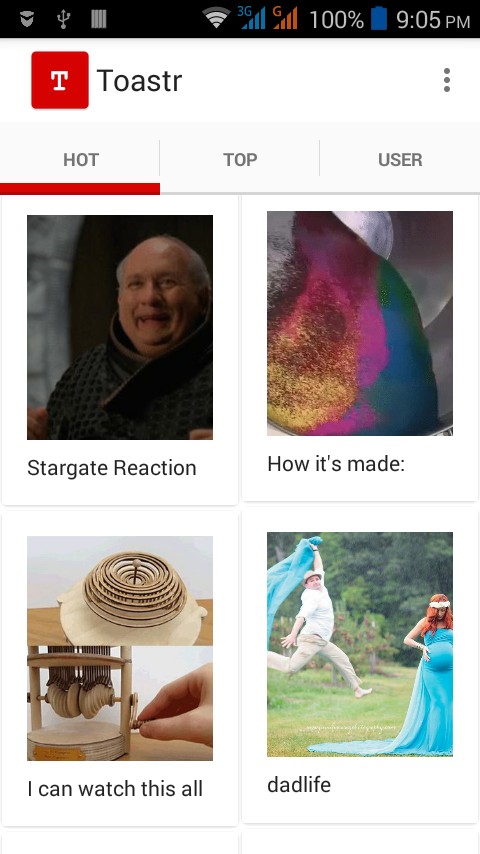 3G
G
100%
9:05 PM
T
Toastr
HOT
TOP
USER
Stargate Reaction
How it's made:
I can watch this all
dadlife